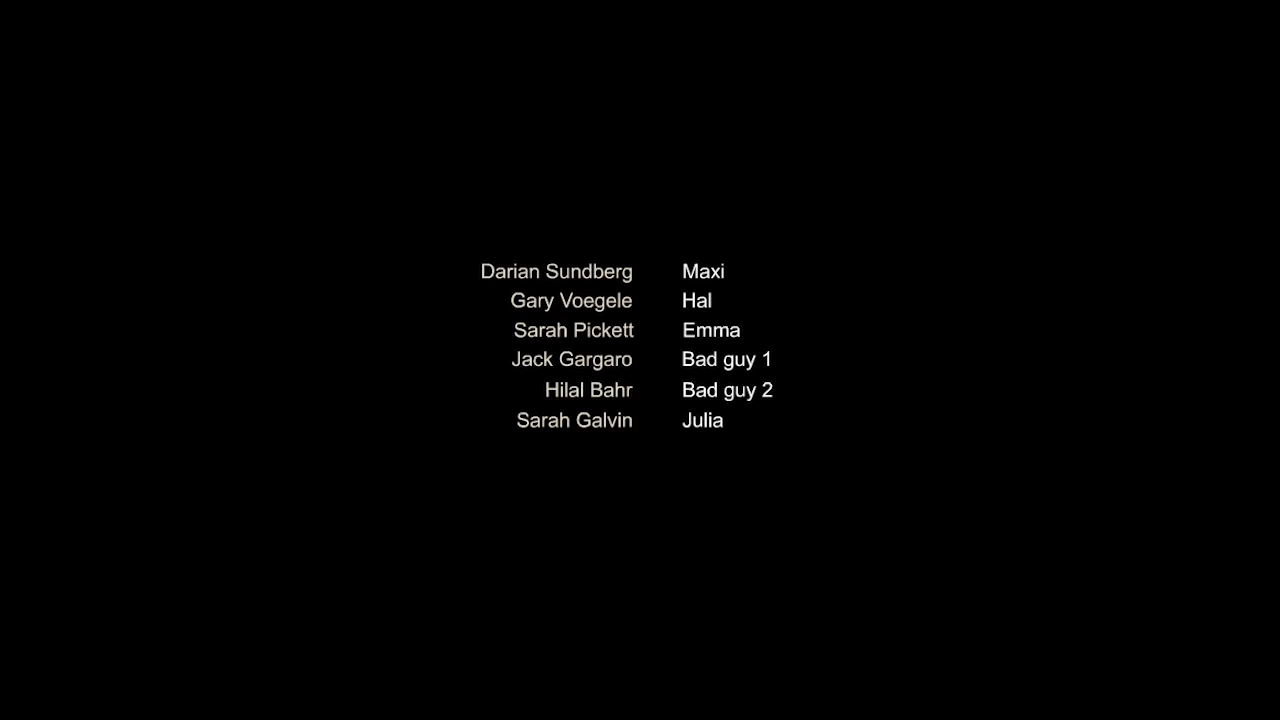 Darian Sundberg Maxi
Gary Voegele Hal
Sarah Pickett Emma
Jack Gargaro Bad guy 1
Hilal Bahr Bad guy 2
Sarah Galvin Julia